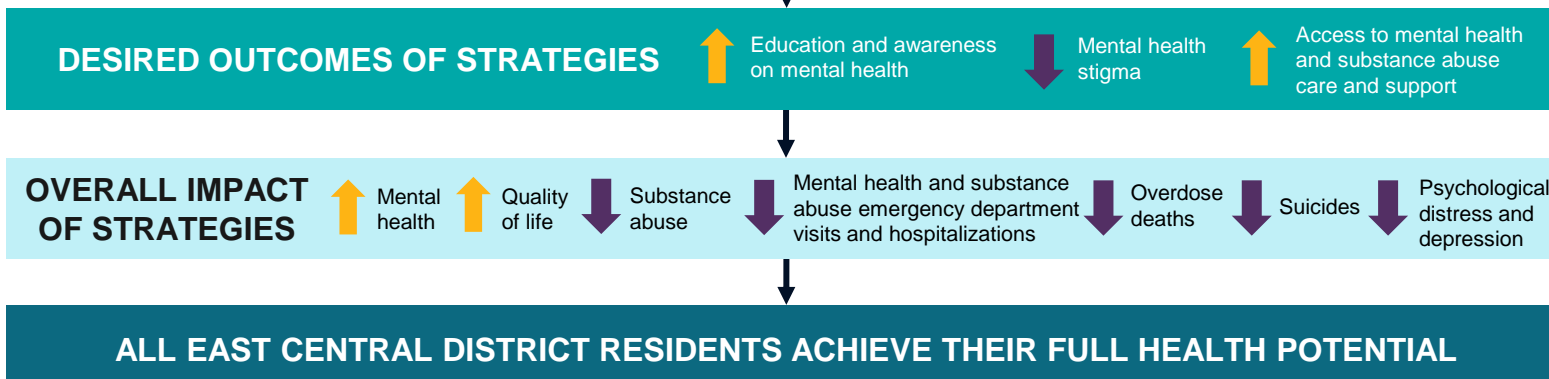 DESIRED OUTCOMES OF STRATEGIES
Education and awareness
on mental health
Mental health
stigma
Access to mental health
and substance abuse
care and support
OVERALL IMPACT
OF STRATEGIES
Mental
health
Quality
of life
Substance
abuse
Mental health and substance
abuse emergency department
visits and hospitalizations
Overdose
deaths
Suicides
Psychological
distress and
depression
ALL EAST CENTRAL DISTRICT RESIDENTS ACHIEVE THEIR FULL HEALTH POTENTIAL